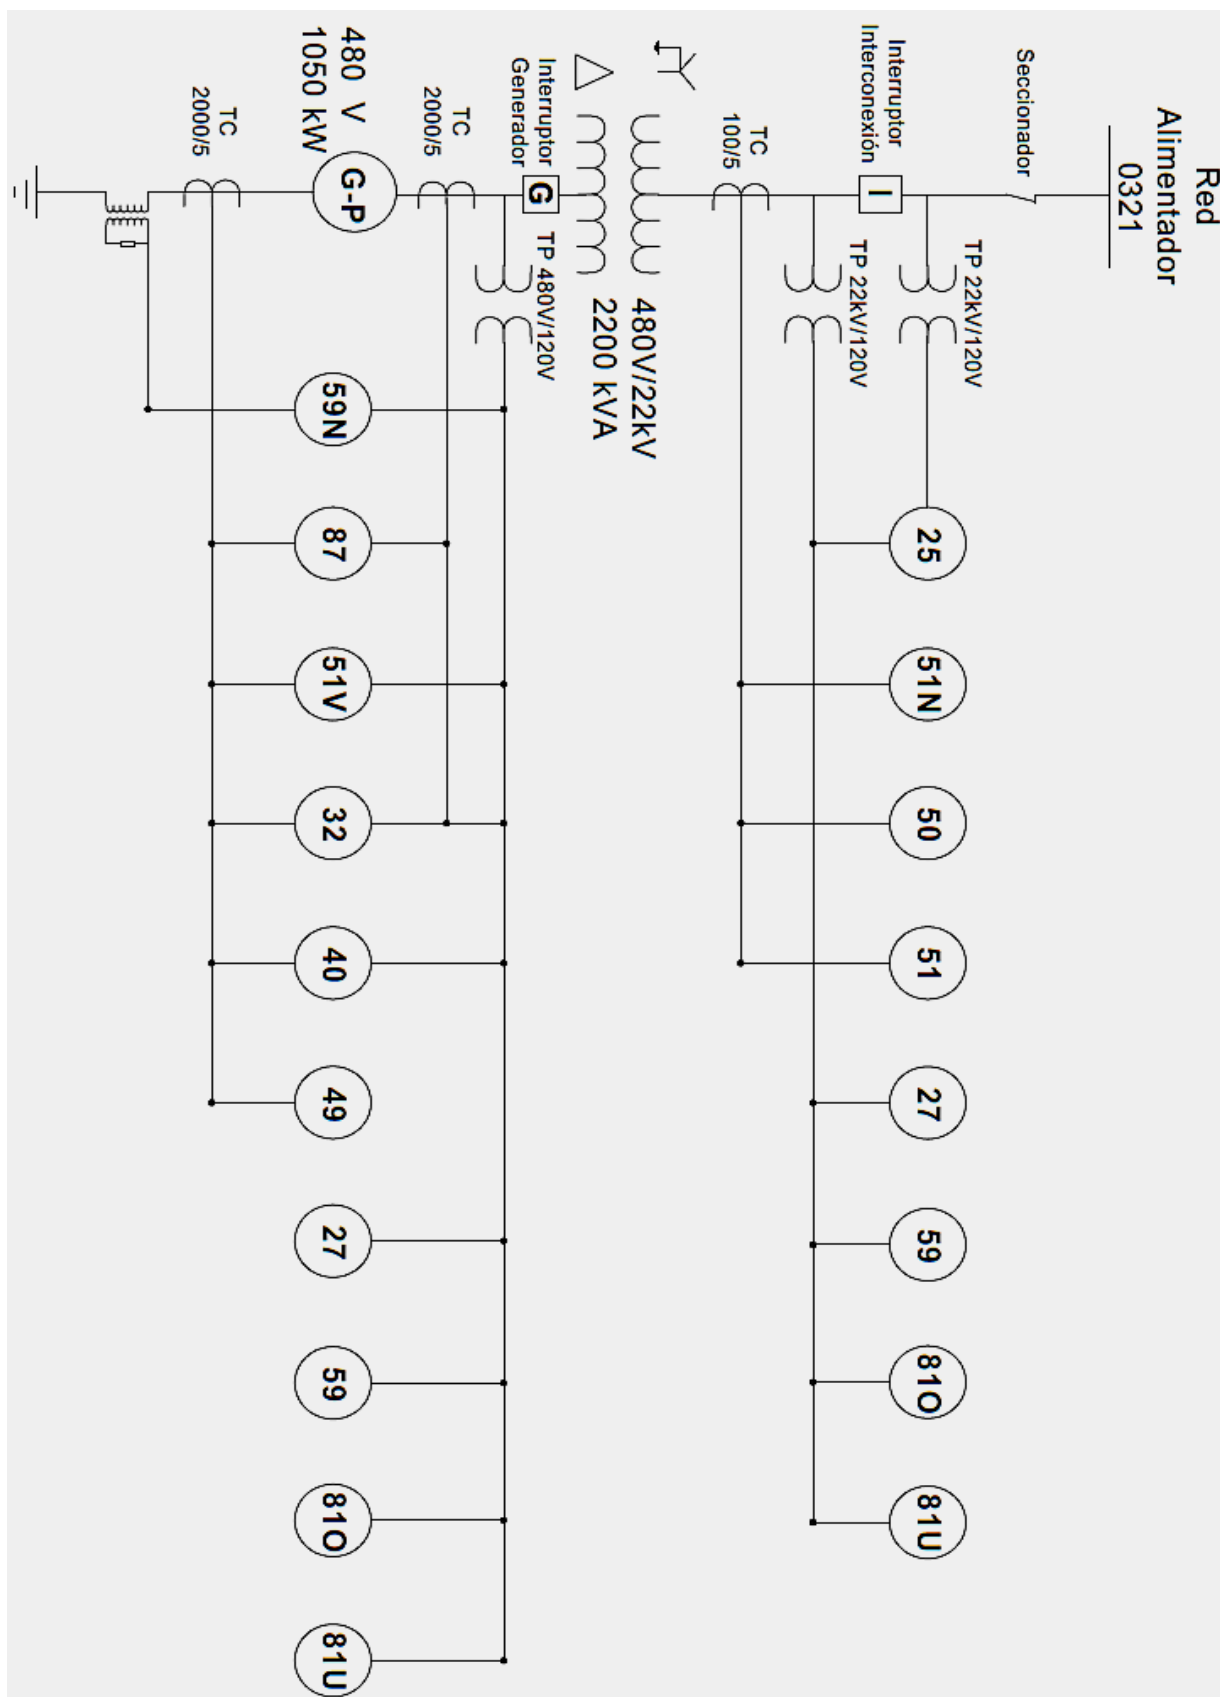 Red
Alimentador
0321
Seccionador
Interruptor
Interconexión
I
TP 22kV/120V
TP 22kV/120V
TC
100/5
480V/22kV
2200 kVA
Interruptor
Generador
G
TP 480V/120V
TC
2000/5
480 V
1050 kW
G-P
TC
2000/5
25
51N
50
51
27
59
81O
81U
59N
87
51V
32
40
49
27
59
81O
81U